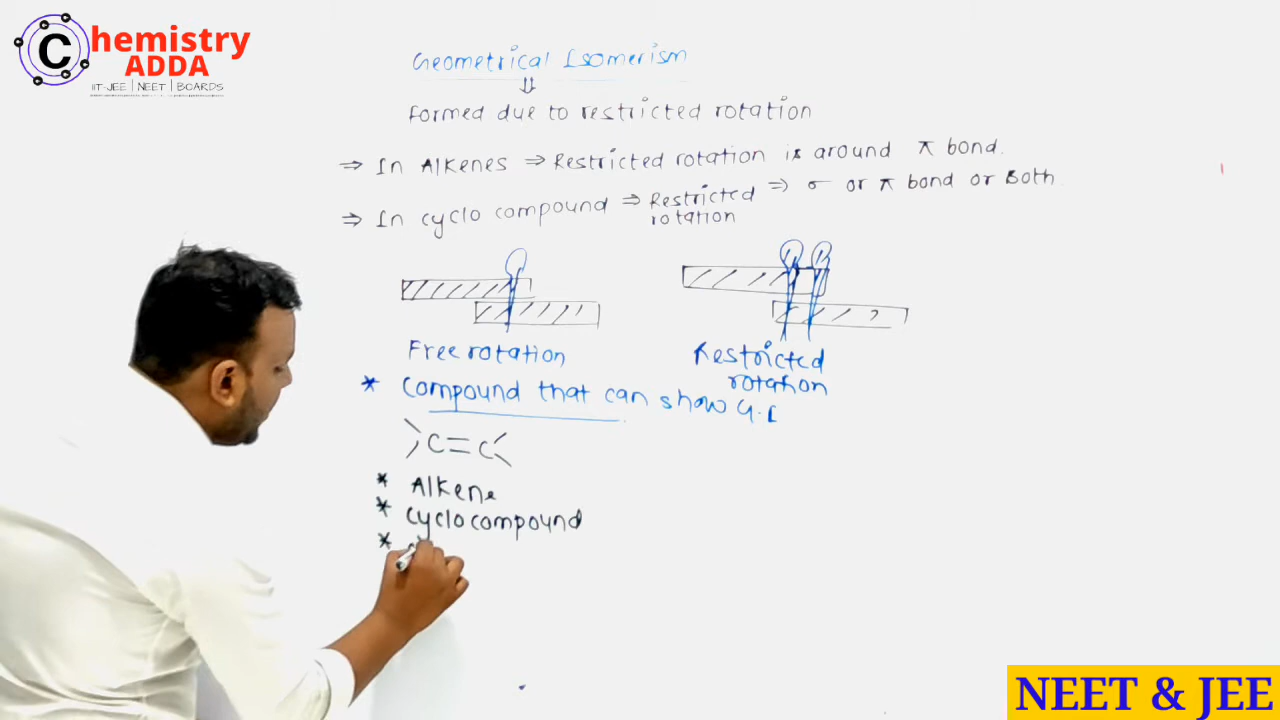 Chemistry
ADDA
IIT-JEE | NEET | BOARDS
Geometrical Isomerism
⇓
Formed due to restricted rotation
⇒ In Alkenes ⇒ Restricted rotation is around π bond.
⇒ In cyclo compound ⇒ Restricted rotation ⇒ σ or π bond or Both
Free rotation
Restricted rotation
* Compound that can show G.I
C=C
* Alkene
* Cyclo compound
*
NEET & JEE